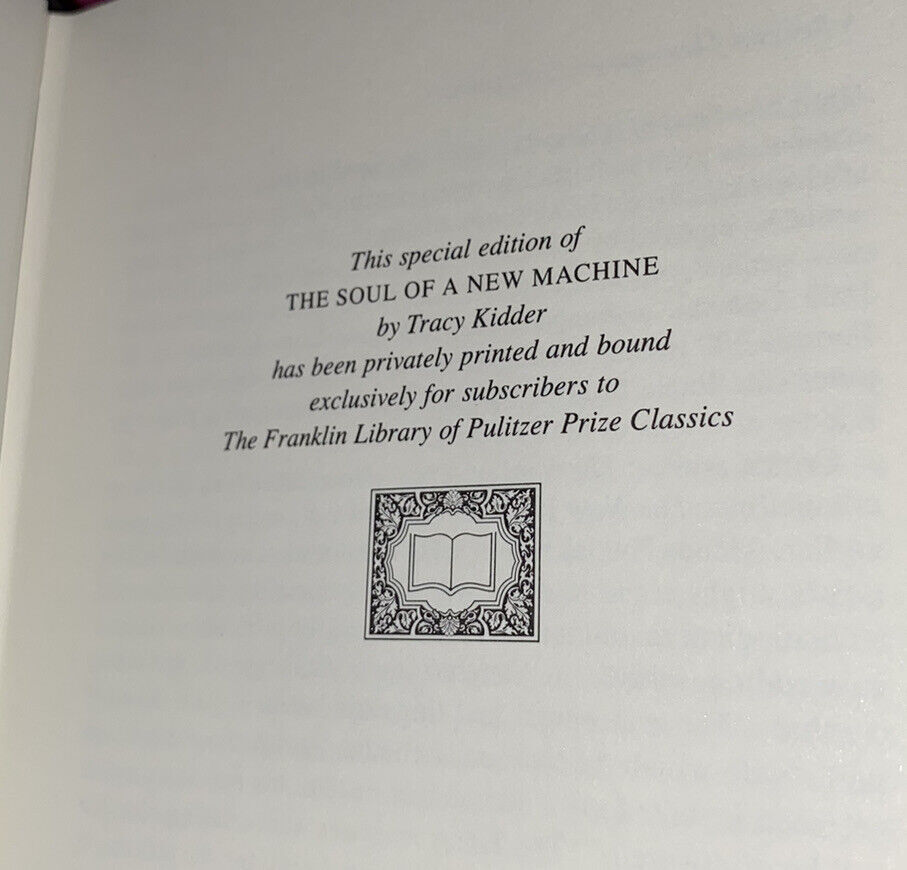 This special edition of
THE SOUL OF A NEW MACHINE
by Tracy Kidder
has been privately printed and bound
exclusively for subscribers to
The Franklin Library of Pulitzer Prize Classics